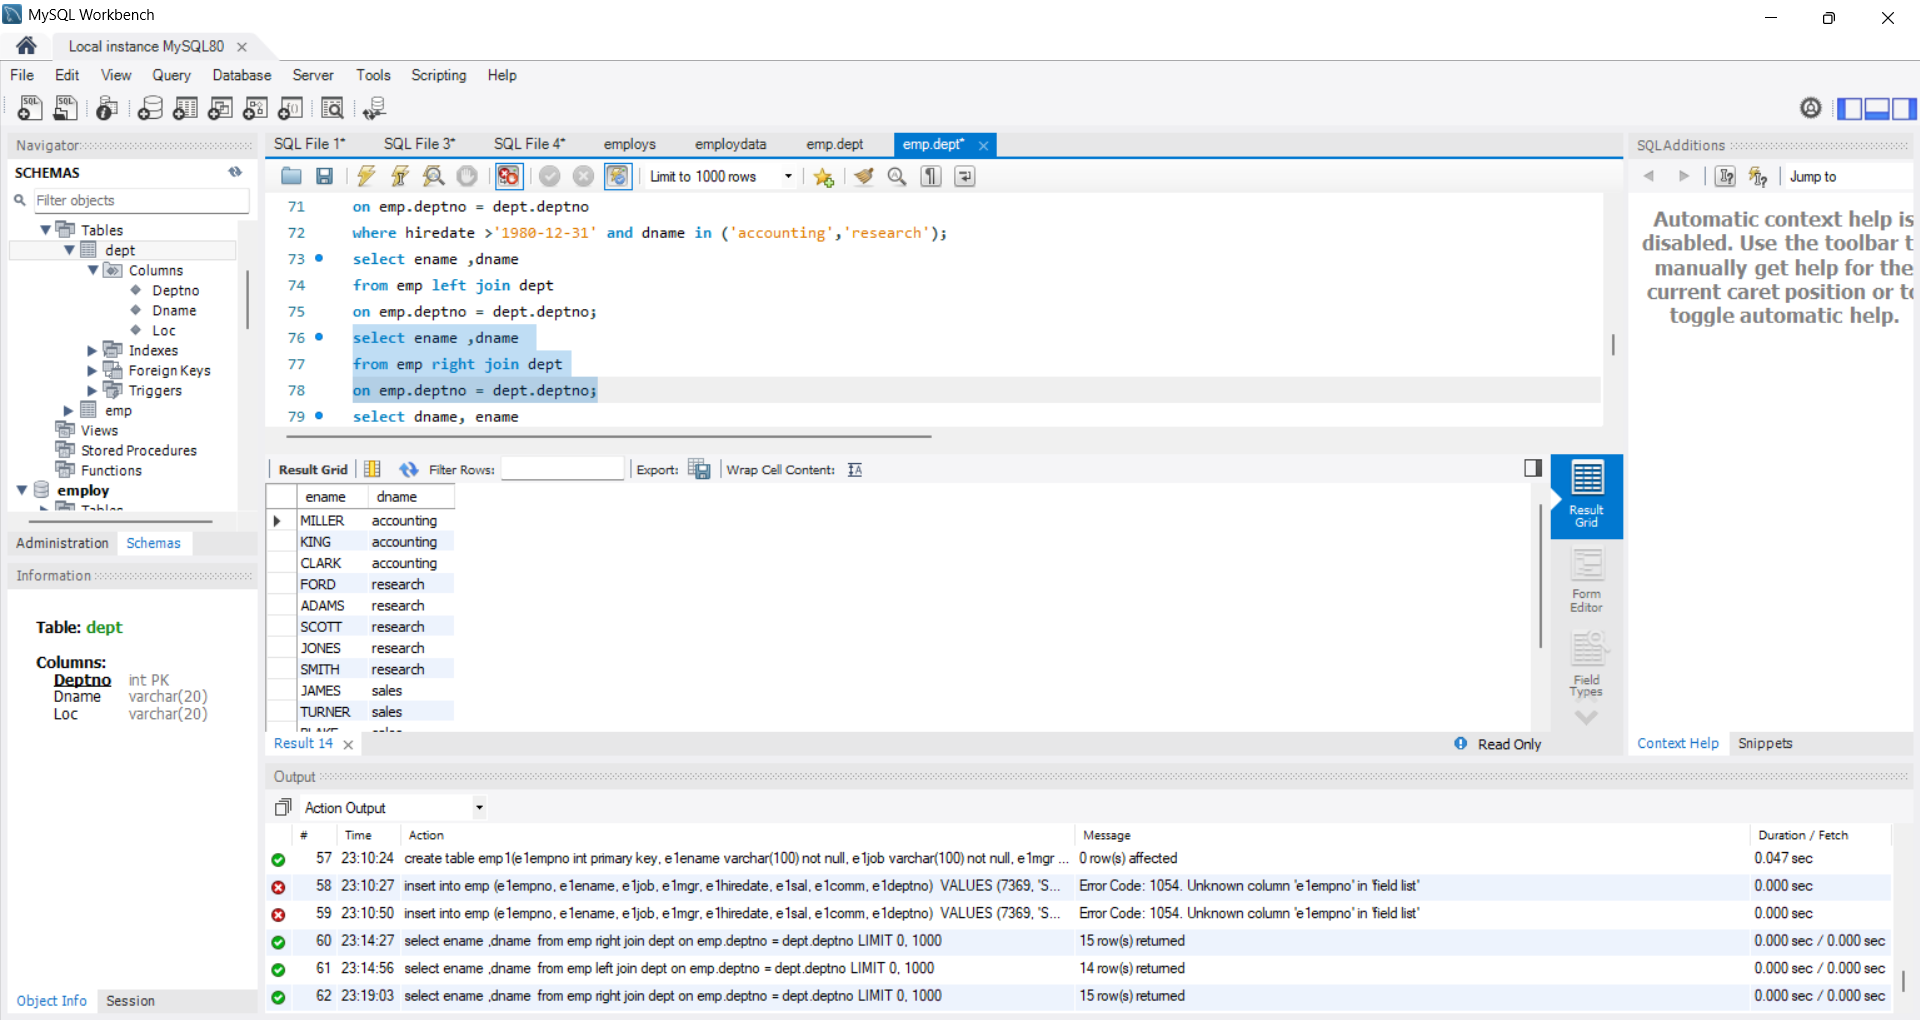 MySQL Workbench
Local instance MySQL80
File Edit View Query Database Server Tools Scripting Help
Navigator
SCHEMAS
Filter objects
Tables
dept
Columns
Deptno
Dname
Loc
Indexes
Foreign Keys
Triggers
emp
Views
Stored Procedures
Functions
employ
Tables
Administration Schemas
Information
Table: dept
Columns:
Deptno int PK
Dname varchar(20)
Loc varchar(20)
Object Info Session
SQL File 1* SQL File 3* SQL File 4* employs employdata emp.dept emp.dept*
Limit to 1000 rows
71 on emp.deptno = dept.deptno
72 where hiredate >'1980-12-31' and dname in ('accounting','research');
73 select ename ,dname
74 from emp left join dept
75 on emp.deptno = dept.deptno;
76 select ename ,dname
77 from emp right join dept
78 on emp.deptno = dept.deptno;
79 select dname, ename
Result Grid Filter Rows: Export: Wrap Cell Content:
ename dname
MILLER accounting
KING accounting
CLARK accounting
FORD research
ADAMS research
SCOTT research
JONES research
SMITH research
JAMES sales
TURNER sales
BLAKE sales
Result Grid
Form Editor
Field Types
Result 14 Read Only
SQLAdditions
Jump to
Automatic context help is
disabled. Use the toolbar t
manually get help for the
current caret position or to
toggle automatic help.
Context Help Snippets
Output
Action Output
# Time Action Message Duration / Fetch
57 23:10:24 create table emp1(e1empno int primary key, e1ename varchar(100) not null, e1job varchar(100) not null, e1mgr ... 0 row(s) affected 0.047 sec
58 23:10:27 insert into emp (e1empno, e1ename, e1job, e1mgr, e1hiredate, e1sal, e1comm, e1deptno) VALUES (7369, 'S... Error Code: 1054. Unknown column 'e1empno' in 'field list' 0.000 sec
59 23:10:50 insert into emp (e1empno, e1ename, e1job, e1mgr, e1hiredate, e1sal, e1comm, e1deptno) VALUES (7369, 'S... Error Code: 1054. Unknown column 'e1empno' in 'field list' 0.000 sec
60 23:14:27 select ename ,dname from emp right join dept on emp.deptno = dept.deptno LIMIT 0, 1000 15 row(s) returned 0.000 sec / 0.000 sec
61 23:14:56 select ename ,dname from emp left join dept on emp.deptno = dept.deptno LIMIT 0, 1000 14 row(s) returned 0.000 sec / 0.000 sec
62 23:19:03 select ename ,dname from emp right join dept on emp.deptno = dept.deptno LIMIT 0, 1000 15 row(s) returned 0.000 sec / 0.000 sec